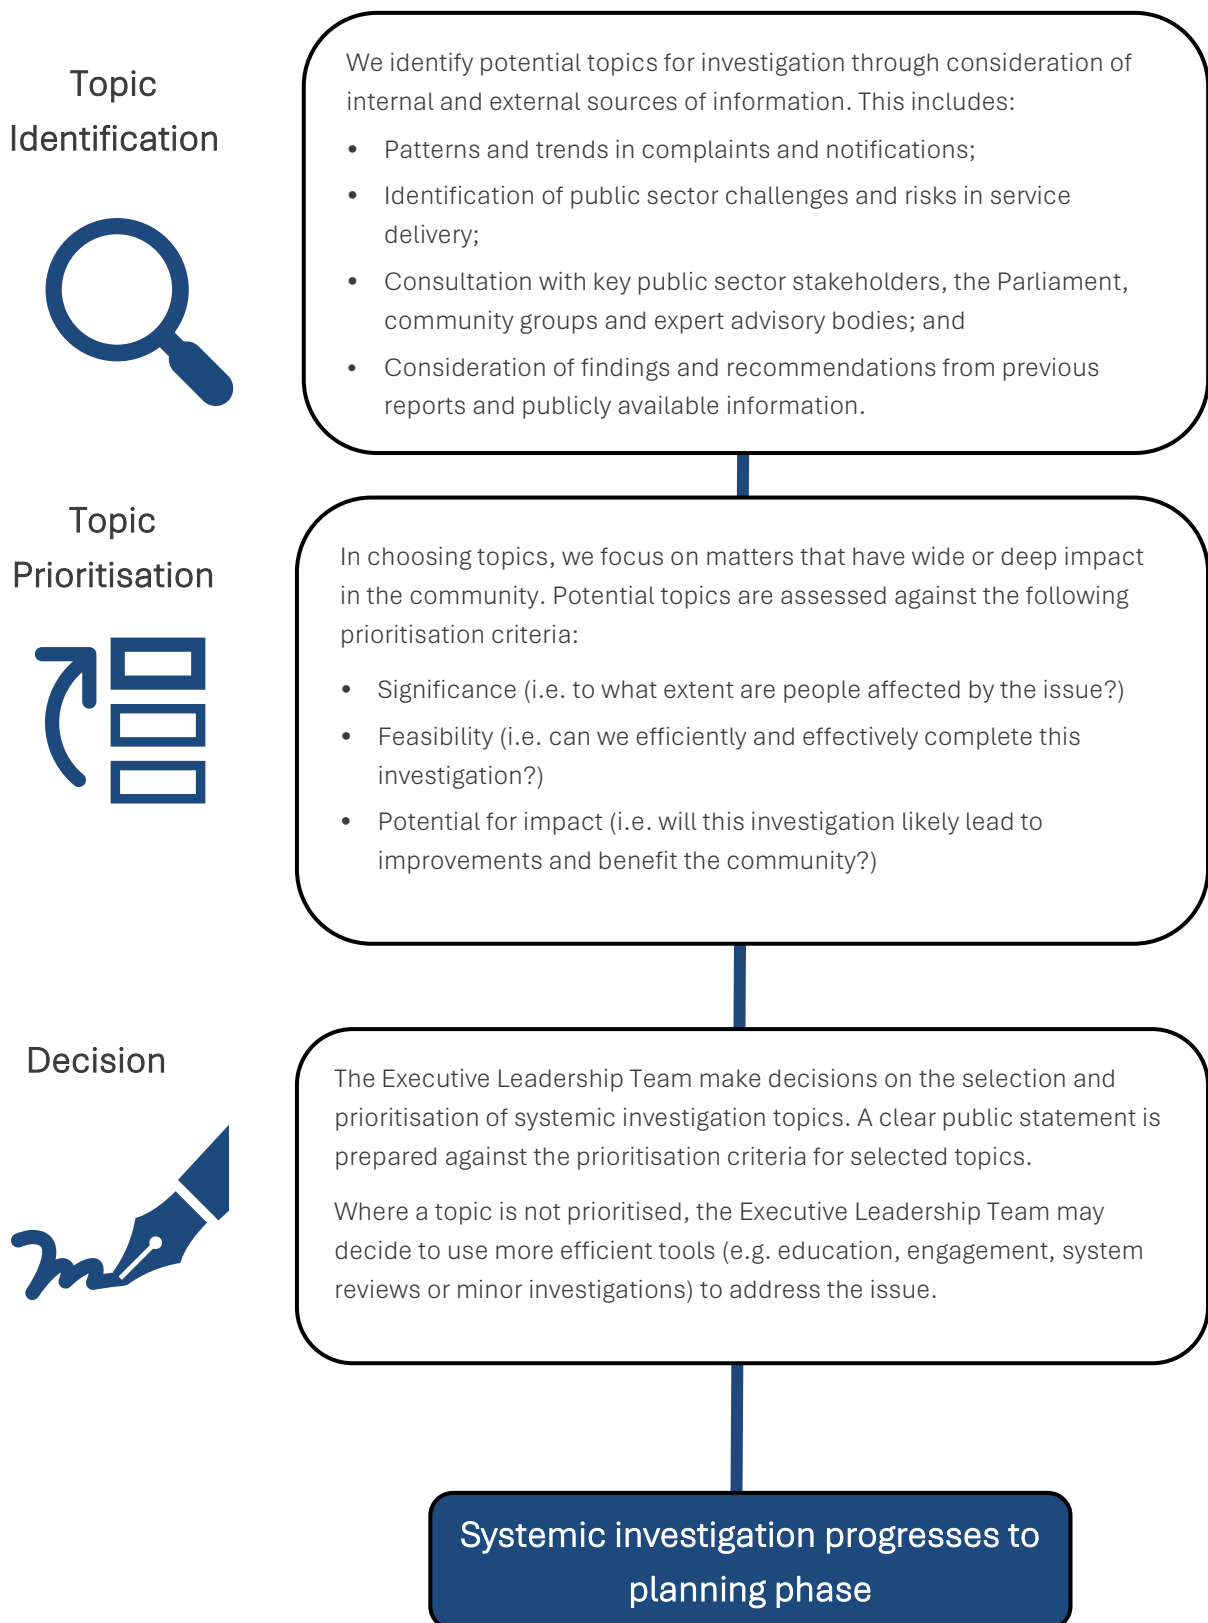 Topic
Identification
We identify potential topics for investigation through consideration of
internal and external sources of information. This includes:
• Patterns and trends in complaints and notifications;
• Identification of public sector challenges and risks in service
delivery;
• Consultation with key public sector stakeholders, the Parliament,
community groups and expert advisory bodies; and
• Consideration of findings and recommendations from previous
reports and publicly available information.
Topic
Prioritisation
In choosing topics, we focus on matters that have wide or deep impact
in the community. Potential topics are assessed against the following
prioritisation criteria:
• Significance (i.e. to what extent are people affected by the issue?)
• Feasibility (i.e. can we efficiently and effectively complete this
investigation?)
• Potential for impact (i.e. will this investigation likely lead to
improvements and benefit the community?)
Decision
The Executive Leadership Team make decisions on the selection and
prioritisation of systemic investigation topics. A clear public statement is
prepared against the prioritisation criteria for selected topics.
Where a topic is not prioritised, the Executive Leadership Team may
decide to use more efficient tools (e.g. education, engagement, system
reviews or minor investigations) to address the issue.
Systemic investigation progresses to
planning phase